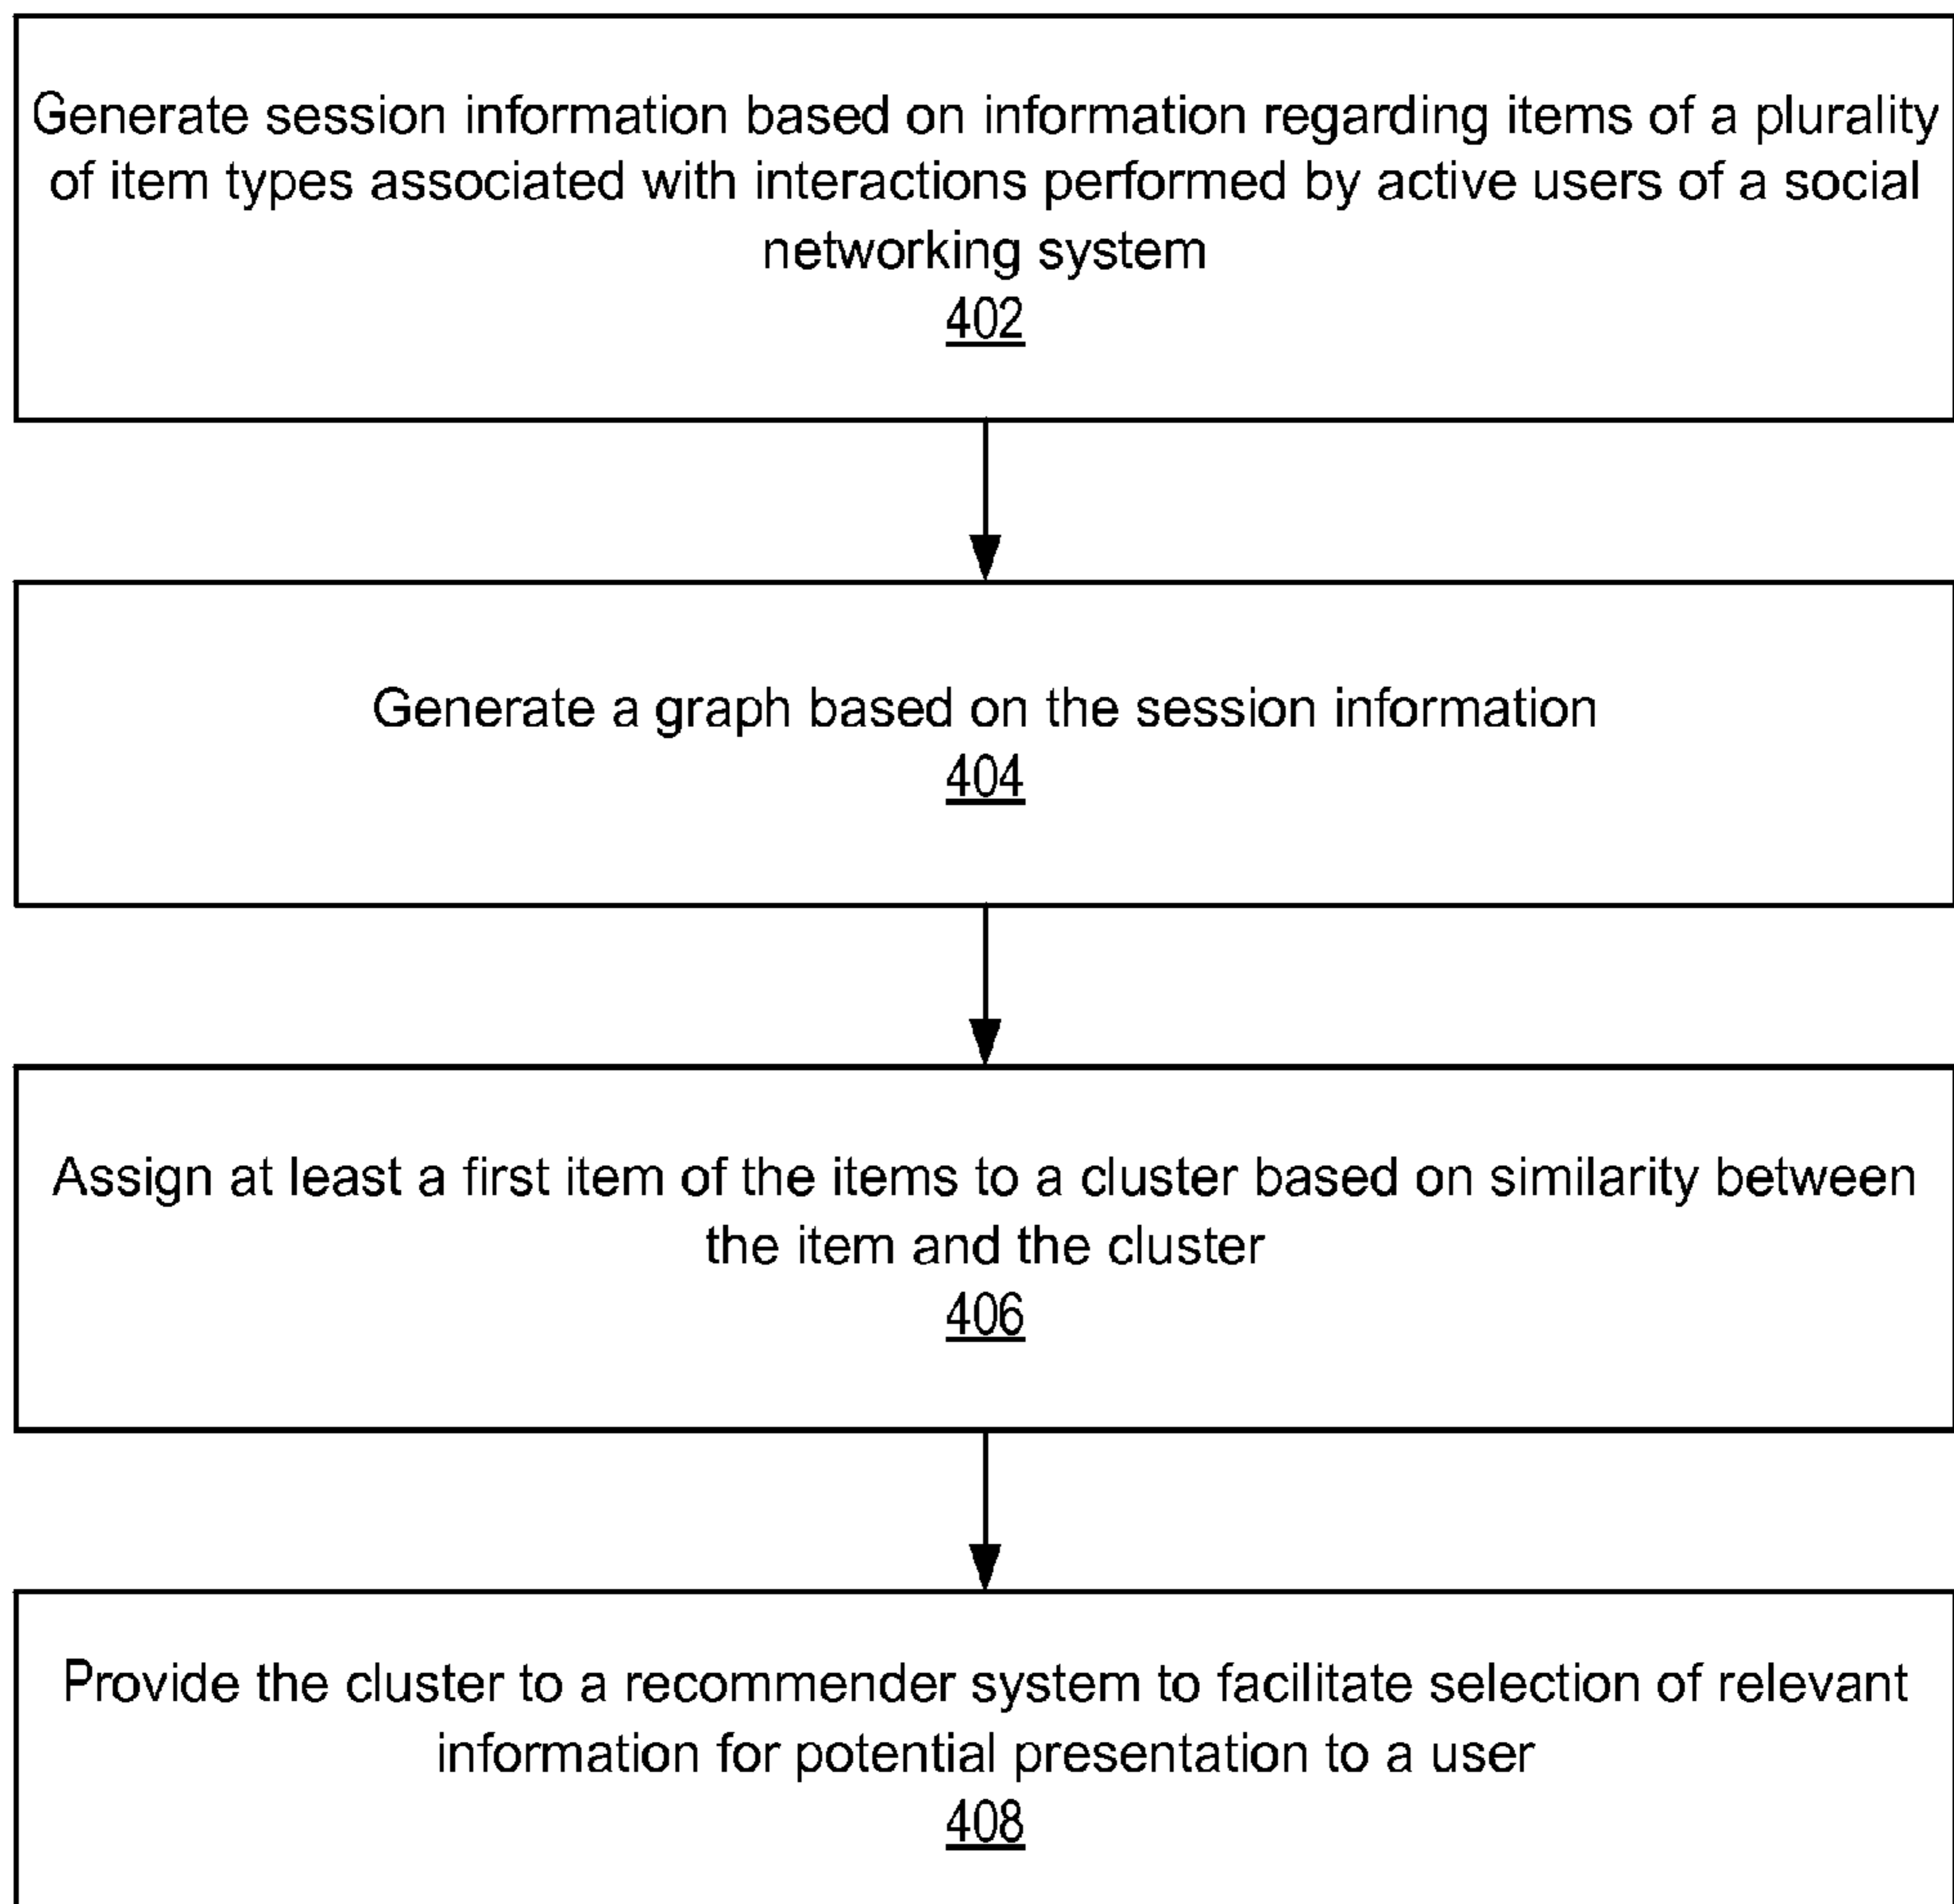 Generate session information based on information regarding items of a plurality
of item types associated with interactions performed by active users of a social
networking system
402
Generate a graph based on the session information
404
Assign at least a first item of the items to a cluster based on similarity between
the item and the cluster
406
Provide the cluster to a recommender system to facilitate selection of relevant
information for potential presentation to a user
408